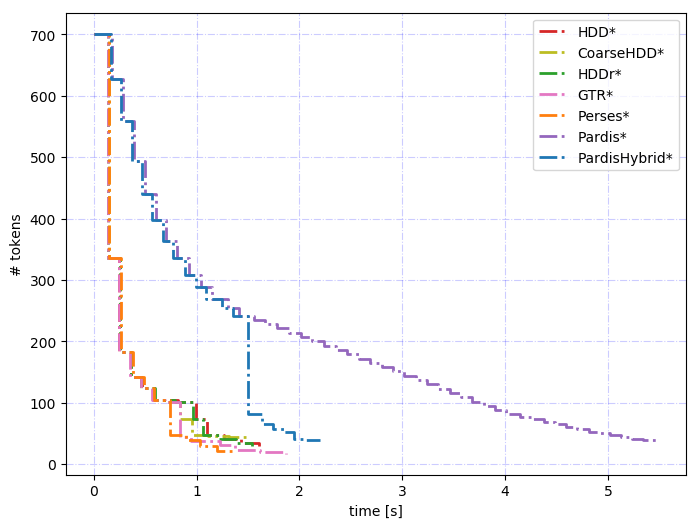 700
600
500
400
300
200
100
0
# tokens
0
1
2
3
4
5
time [s]
HDD*
CoarseHDD*
HDDr*
GTR*
Perses*
Pardis*
PardisHybrid*